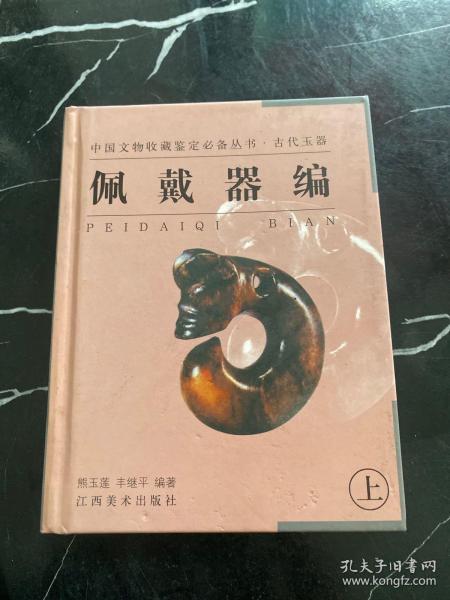 中国文物收藏鉴定必备丛书·古代玉器
佩戴器编
PEIDAIQI BIAN
熊玉莲 丰继平 编著
江西美术出版社
上
孔夫子旧书网
www.kongfz.com